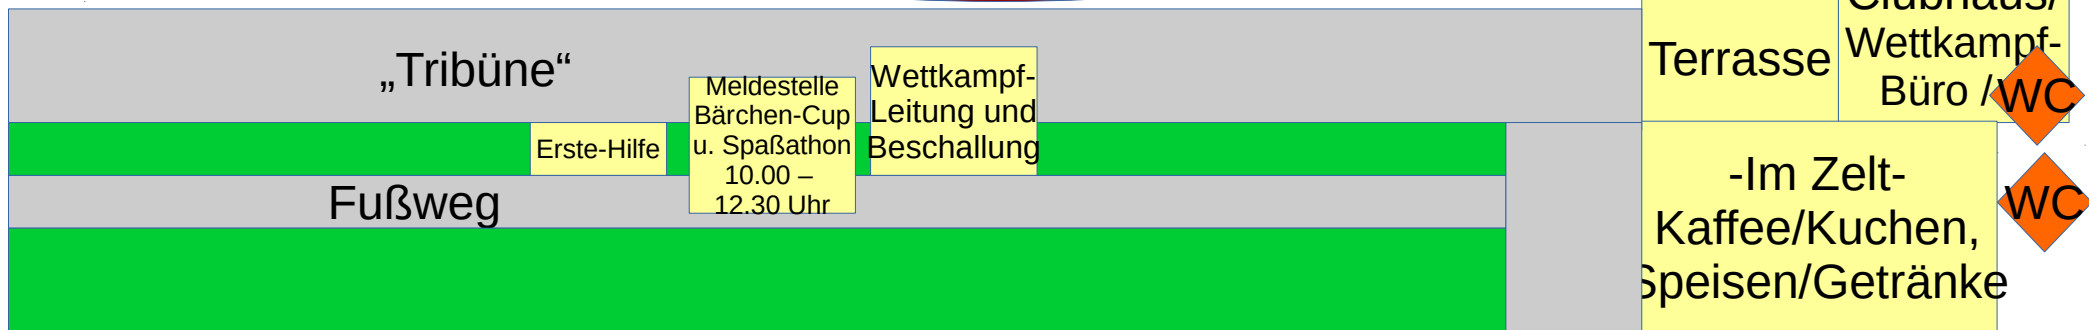 „Tribüne“
Meldestelle
Bärchen-Cup
u. Spaßathon
10.00 –
12.30 Uhr
Wettkampf-
Leitung und
Beschallung
Erste-Hilfe
Fußweg
Terrasse
Clubhaus/
Wettkampf-
Büro /
WC
-Im Zelt-
Kaffee/Kuchen,
Speisen/Getränke
WC